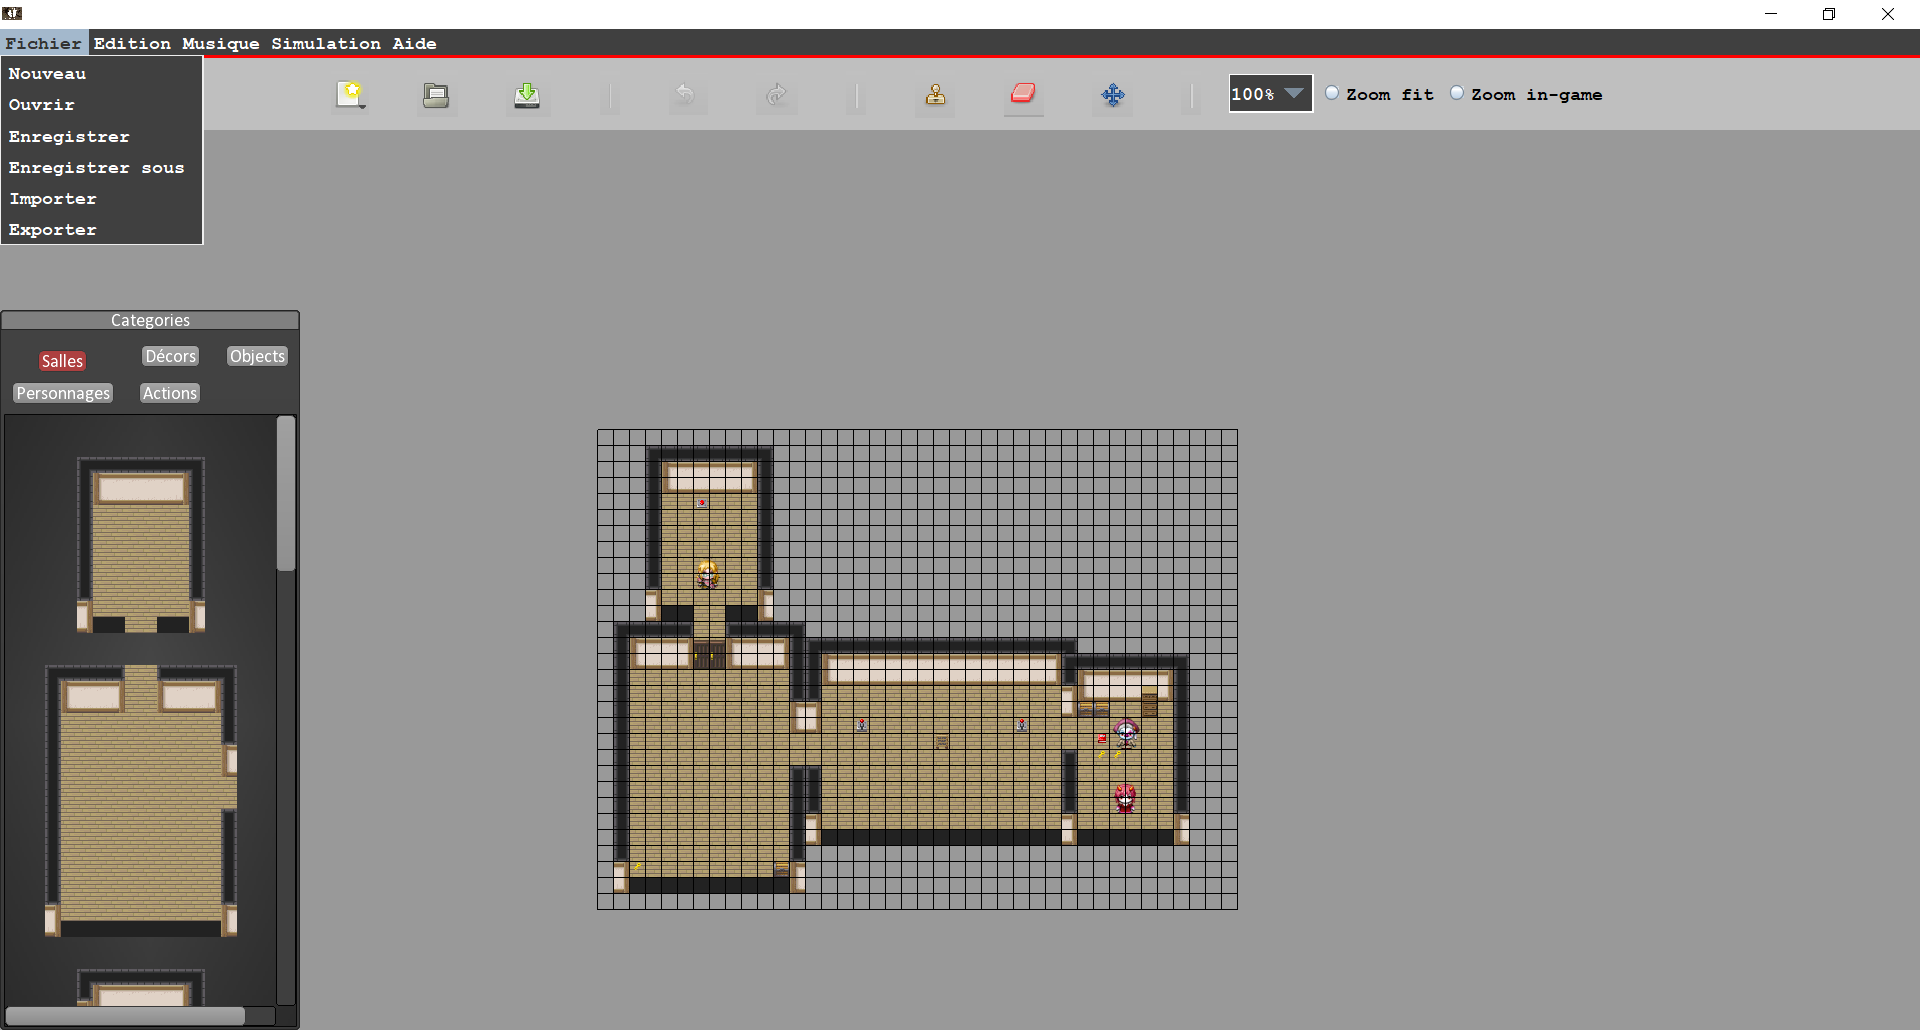 Fichier Edition Musique Simulation Aide
Nouveau
Ouvrir
Enregistrer
Enregistrer sous
Importer
Exporter
100% Zoom fit Zoom in-game
Categories
Salles Décors Objects
Personnages Actions